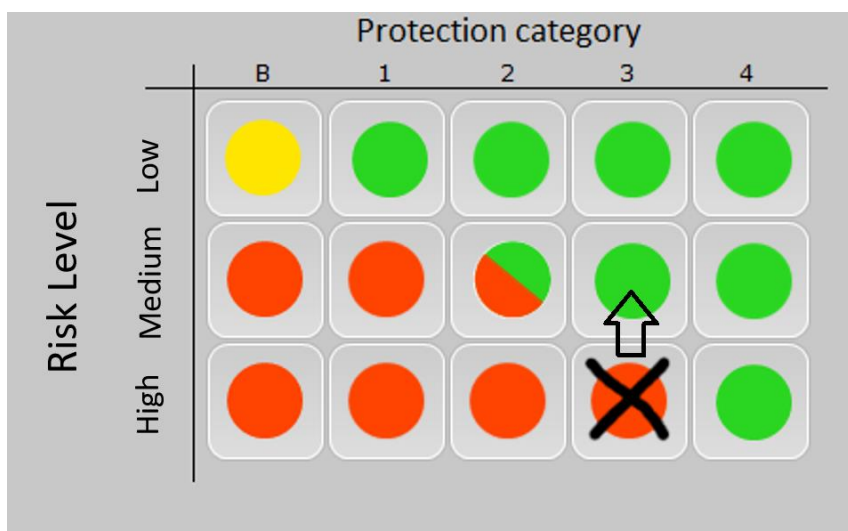 Protection category
B 1 2 3 4
Risk Level
Low
Medium
High